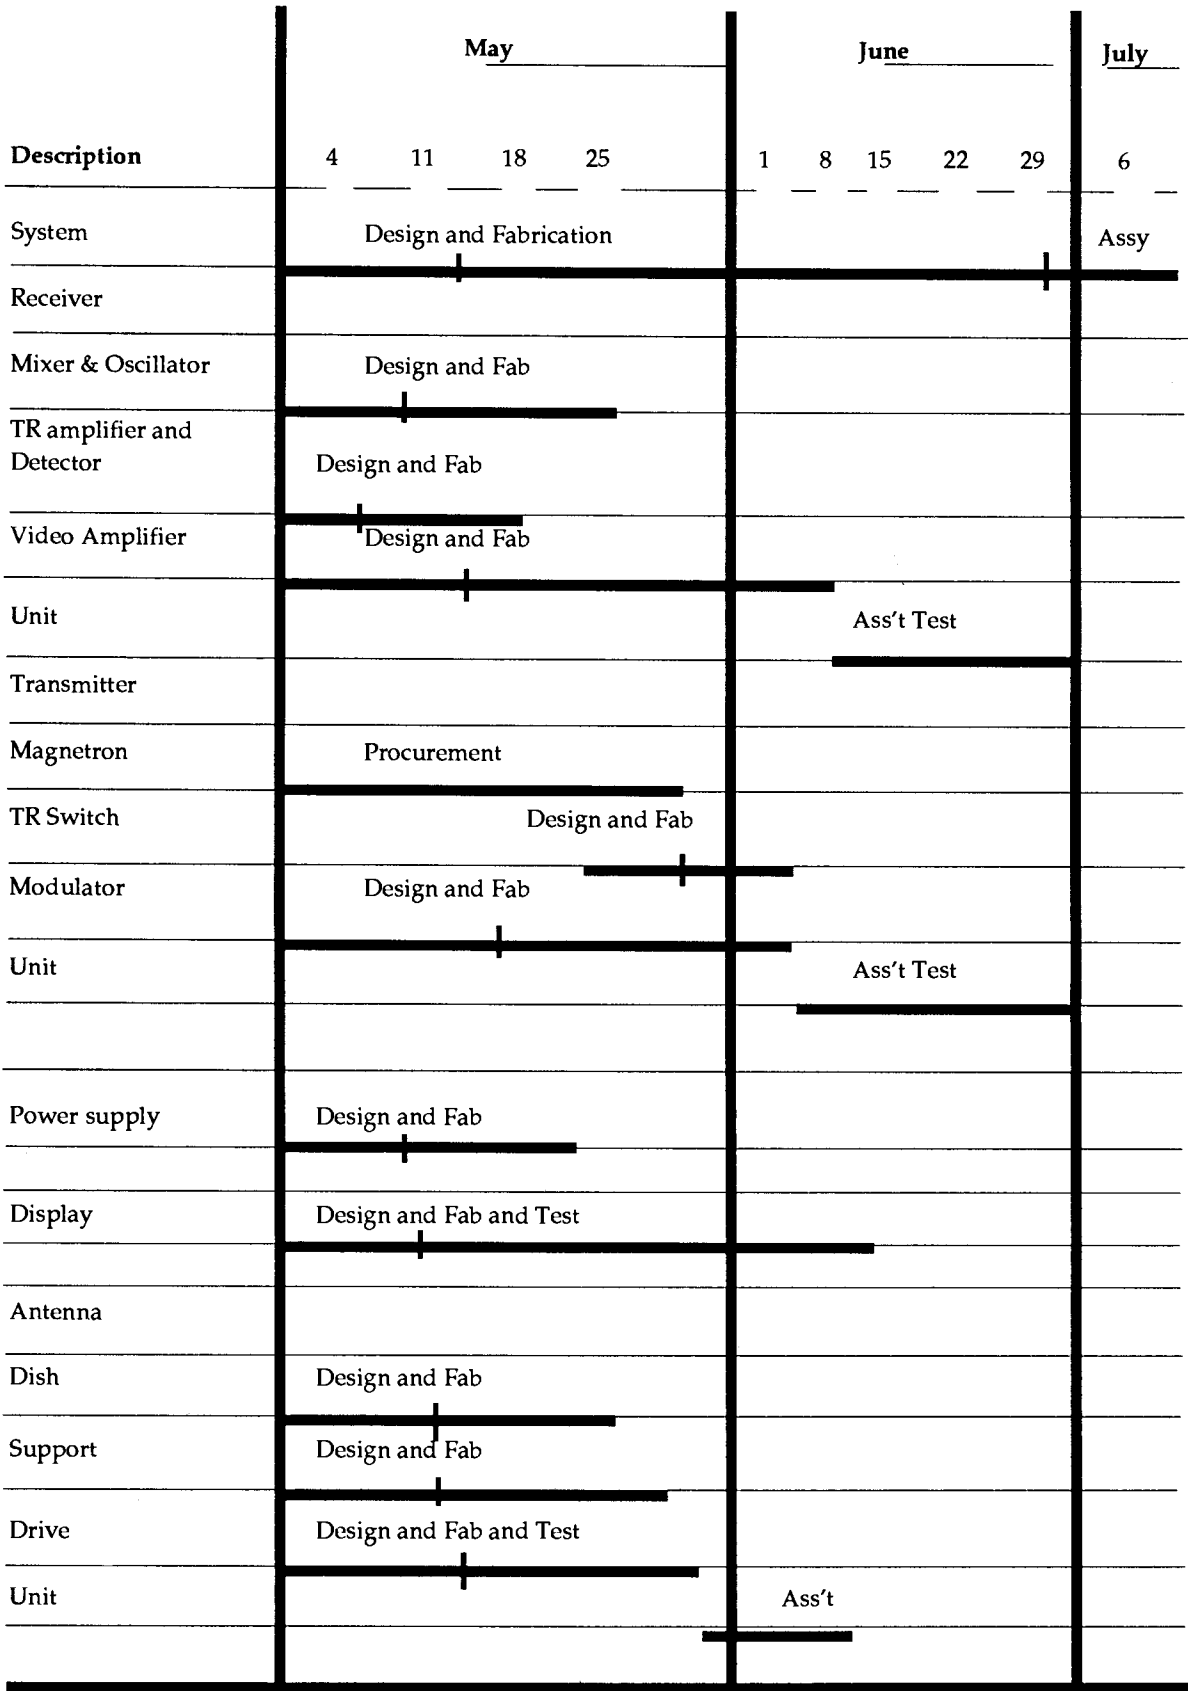 May June July
Description 4 11 18 25 1 8 15 22 29 6
System Design and Fabrication Assy
Receiver
Mixer & Oscillator Design and Fab
TR amplifier and
Detector Design and Fab
Video Amplifier Design and Fab
Unit Ass't Test
Transmitter
Magnetron Procurement
TR Switch Design and Fab
Modulator Design and Fab
Unit Ass't Test
Power supply Design and Fab
Display Design and Fab and Test
Antenna
Dish Design and Fab
Support Design and Fab
Drive Design and Fab and Test
Unit Ass't